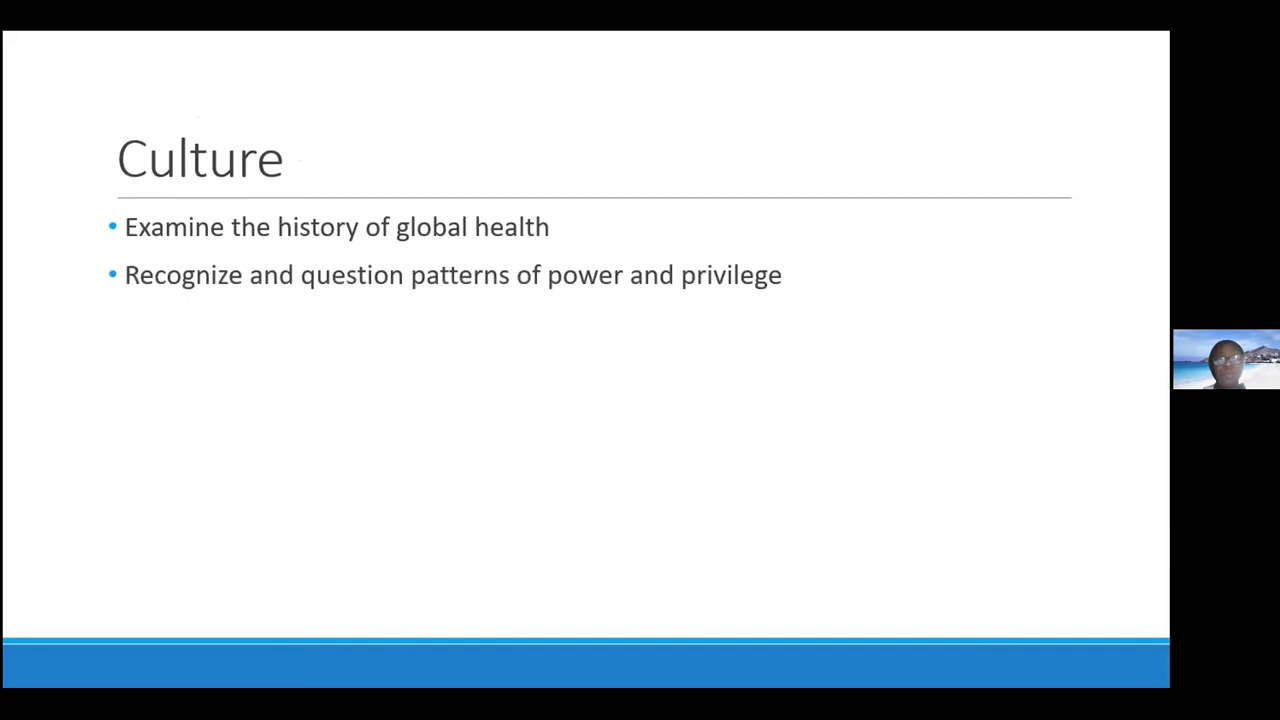 Culture
• Examine the history of global health
• Recognize and question patterns of power and privilege